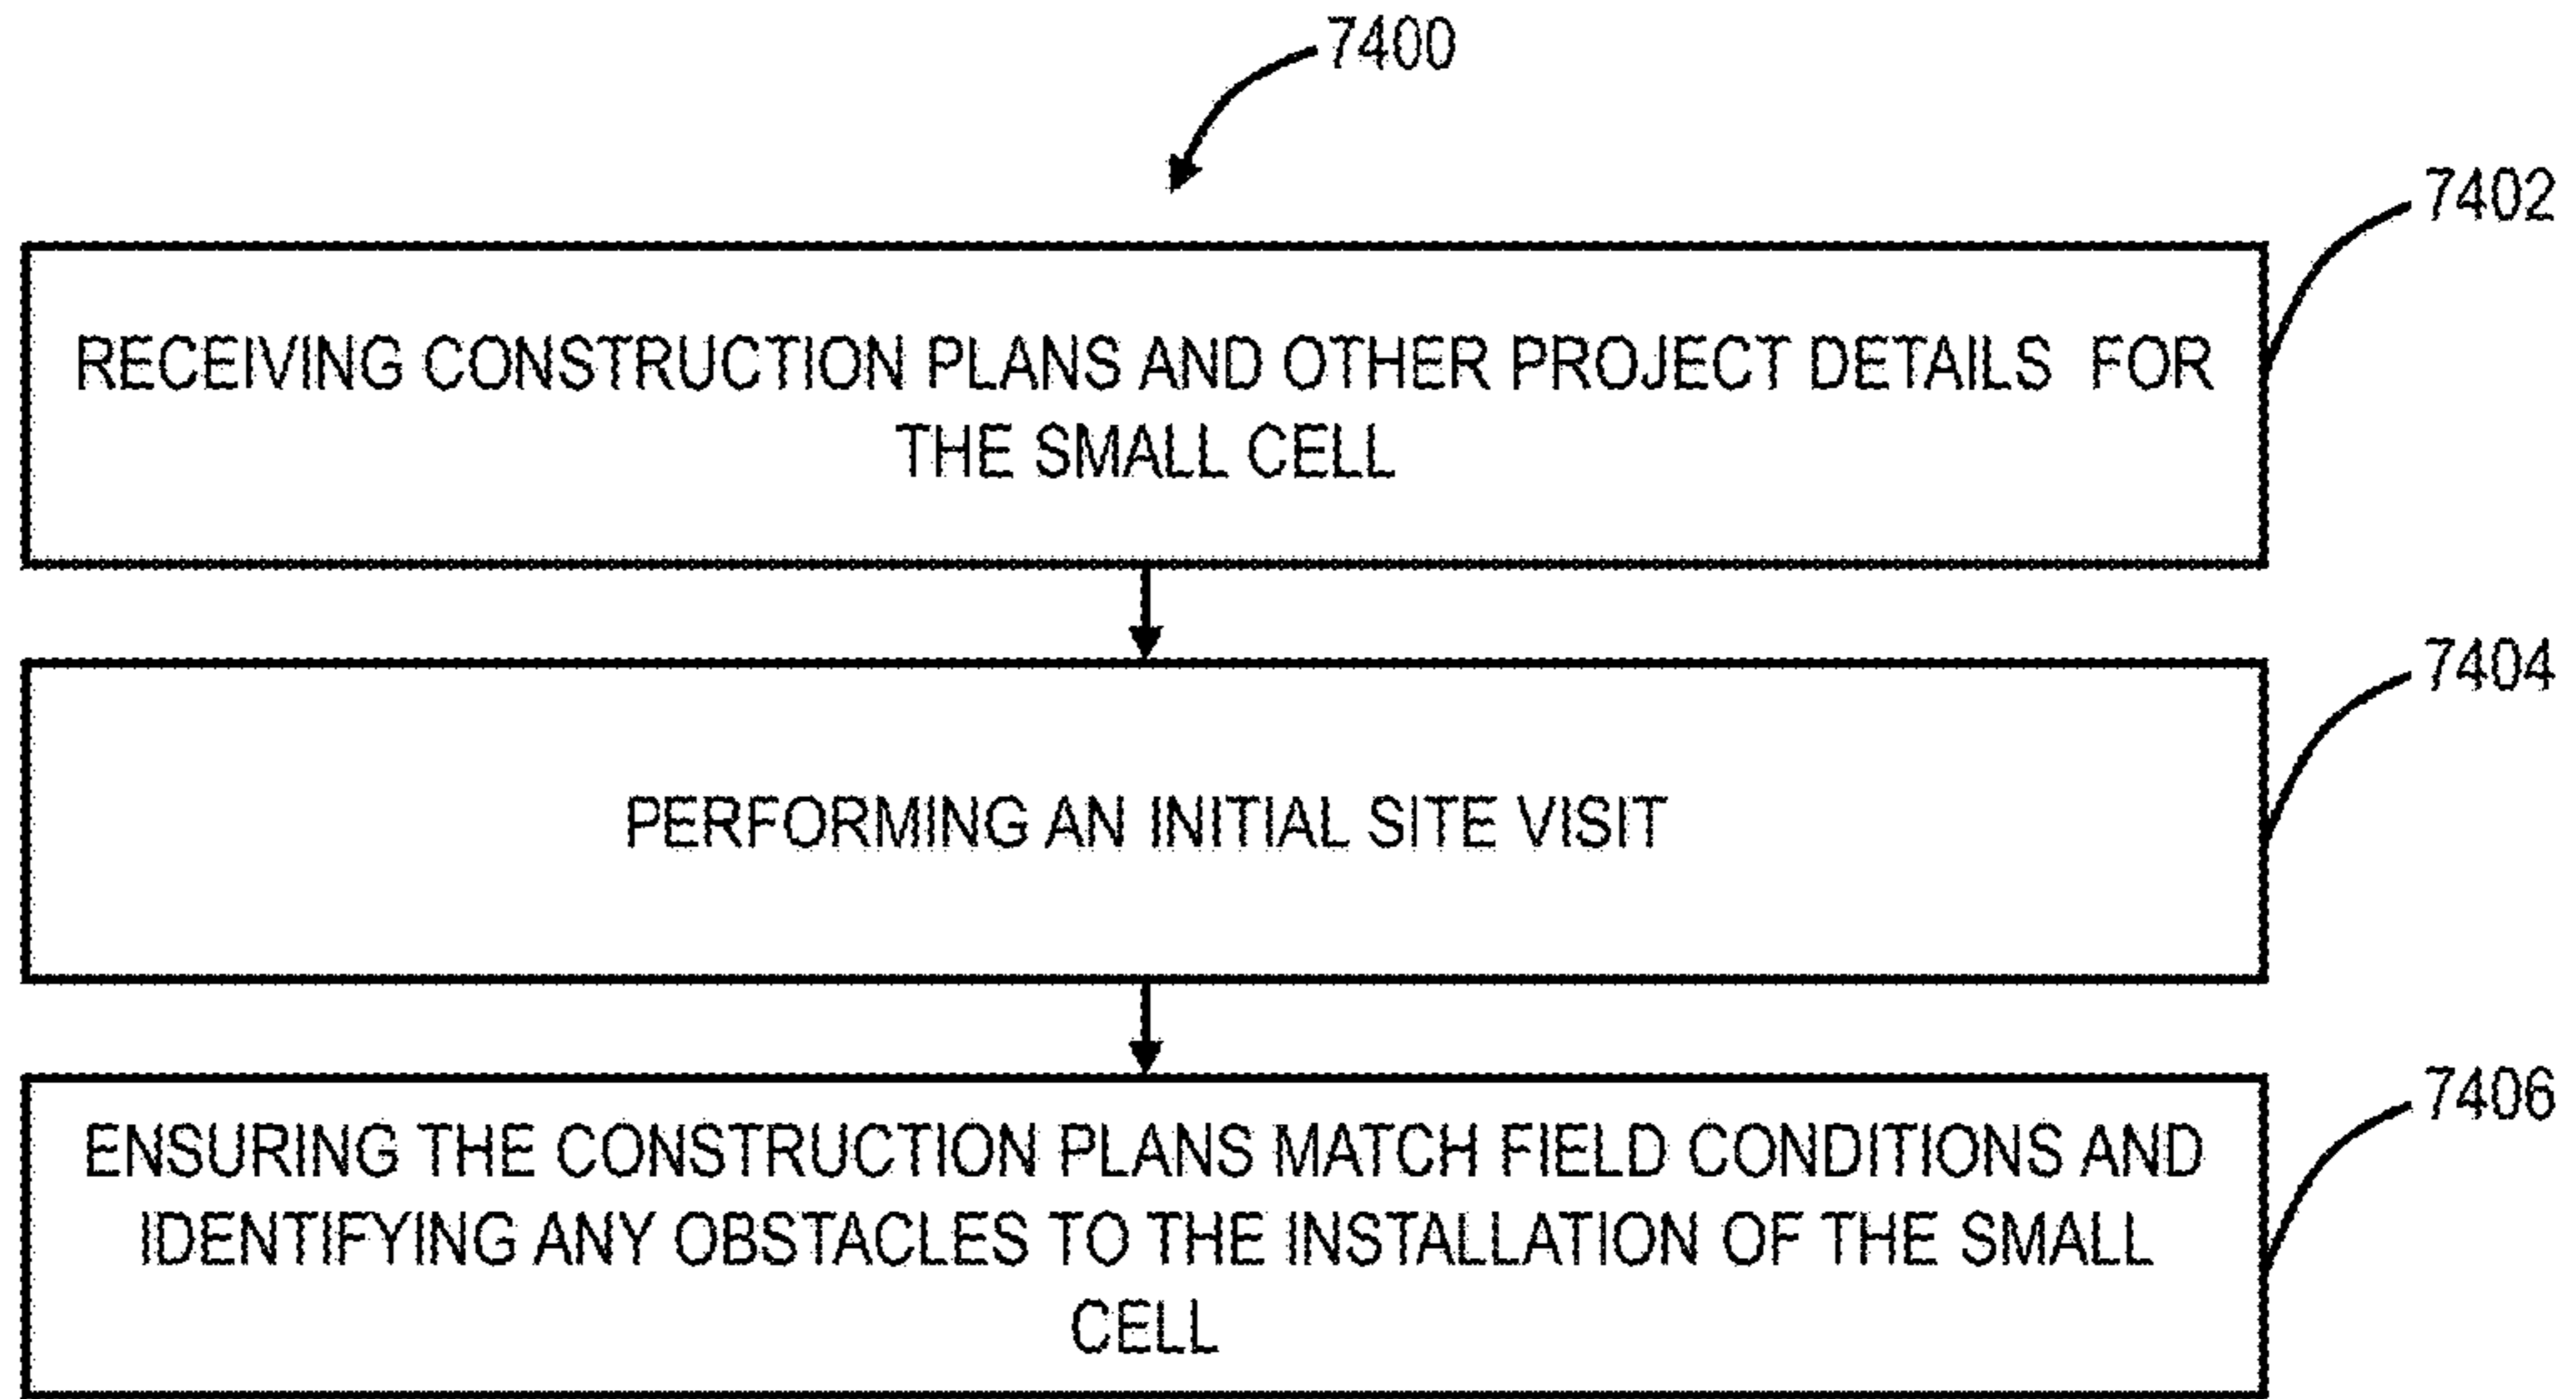 7400
7402
RECEIVING CONSTRUCTION PLANS AND OTHER PROJECT DETAILS FOR
THE SMALL CELL
7404
PERFORMING AN INITIAL SITE VISIT
7406
ENSURING THE CONSTRUCTION PLANS MATCH FIELD CONDITIONS AND
IDENTIFYING ANY OBSTACLES TO THE INSTALLATION OF THE SMALL
CELL